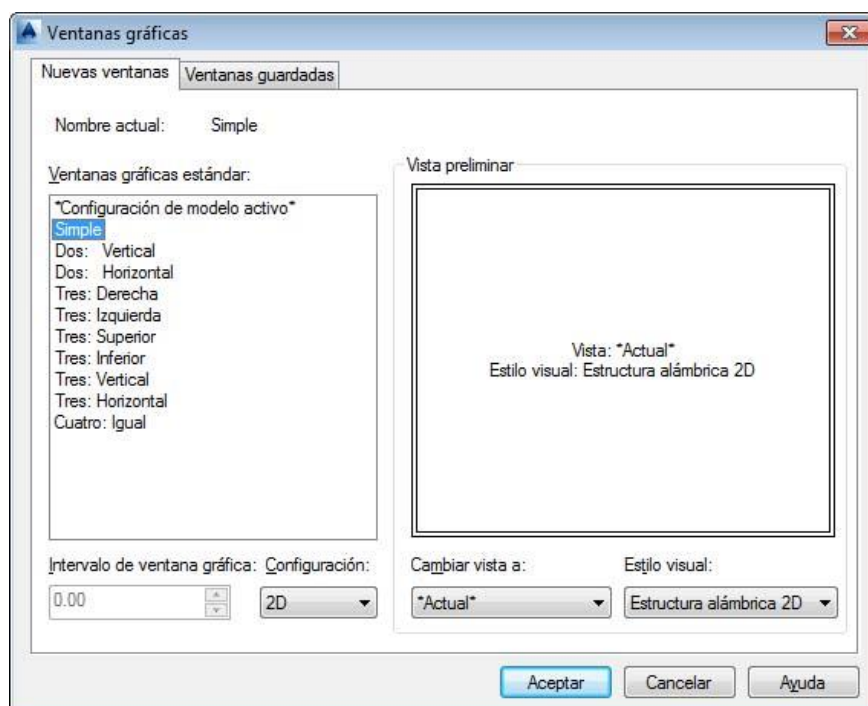 Ventanas gráficas
Nuevas ventanas
Ventanas guardadas
Nombre actual: Simple
Ventanas gráficas estándar:
*Configuración de modelo activo*
Simple
Dos: Vertical
Dos: Horizontal
Tres: Derecha
Tres: Izquierda
Tres: Superior
Tres: Inferior
Tres: Vertical
Tres: Horizontal
Cuatro: Igual
Intervalo de ventana gráfica:
0.00
Configuración:
2D
Vista preliminar
Vista: *Actual*
Estilo visual: Estructura alámbrica 2D
Cambiar vista a:
*Actual*
Estilo visual:
Estructura alámbrica 2D
Aceptar
Cancelar
Ayuda